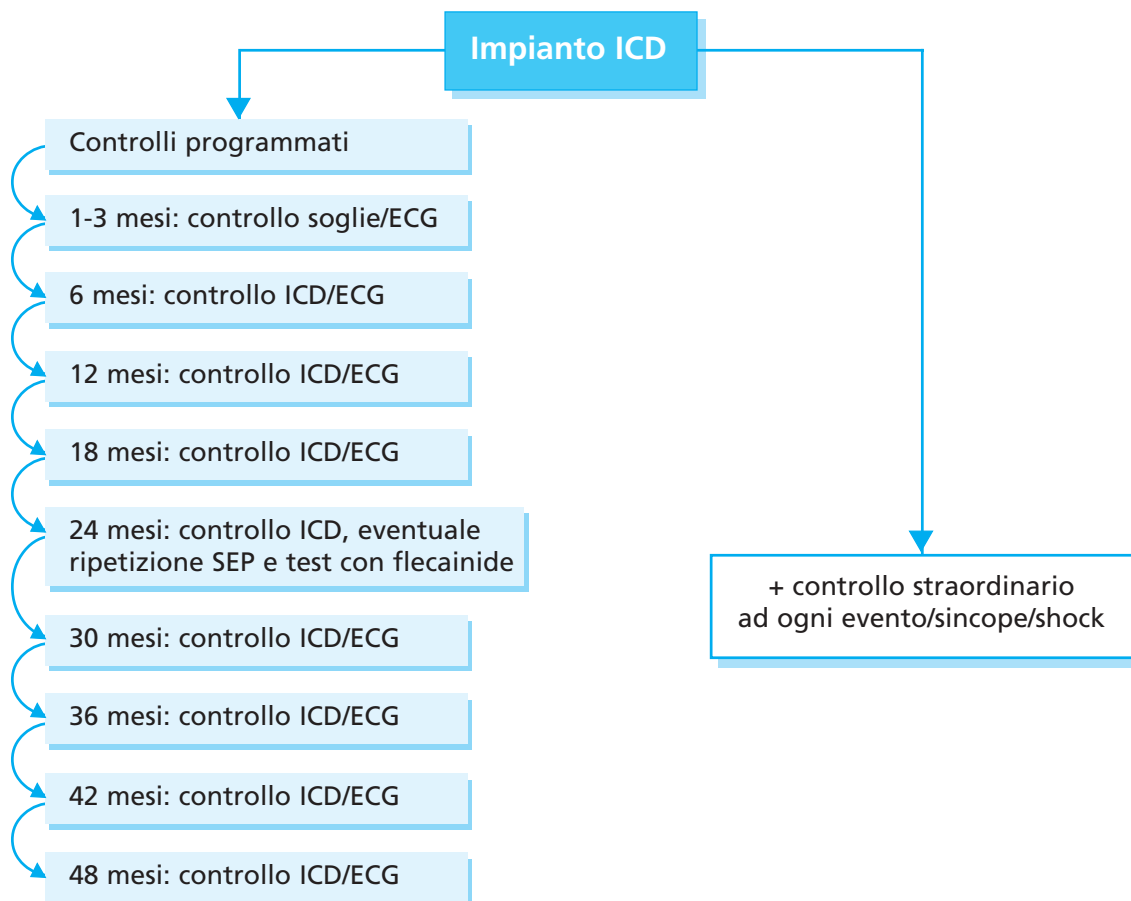 Impianto ICD
Controlli programmati
1-3 mesi: controllo soglie/ECG
6 mesi: controllo ICD/ECG
12 mesi: controllo ICD/ECG
18 mesi: controllo ICD/ECG
24 mesi: controllo ICD, eventuale
ripetizione SEP e test con flecainide
30 mesi: controllo ICD/ECG
36 mesi: controllo ICD/ECG
42 mesi: controllo ICD/ECG
48 mesi: controllo ICD/ECG
+ controllo straordinario
ad ogni evento/sincope/shock